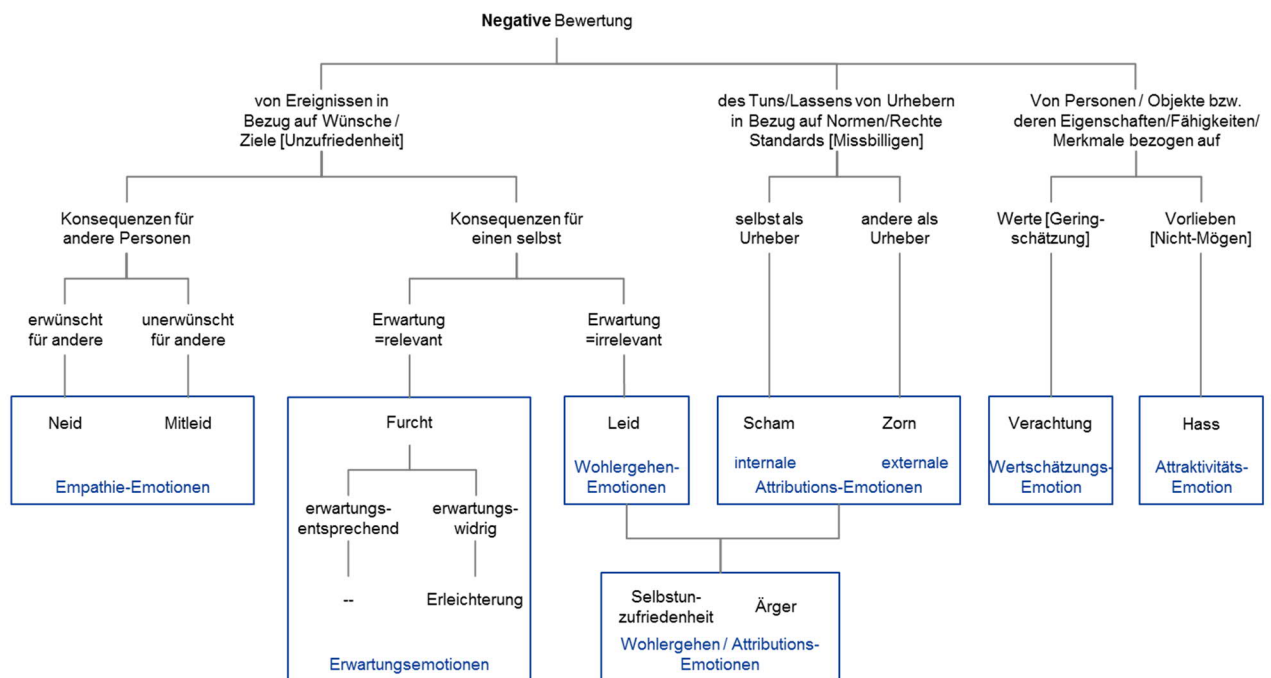 Negative Bewertung
von Ereignissen in
Bezug auf Wünsche /
Ziele [Unzufriedenheit]
des Tuns/Lassens von Urhebern
in Bezug auf Normen/Rechte
Standards [Missbilligen]
Von Personen / Objekte bzw.
deren Eigenschaften/Fähigkeiten/
Merkmale bezogen auf
Konsequenzen für
andere Personen
Konsequenzen für
einen selbst
selbst als
Urheber
andere als
Urheber
Werte [Gering-
schätzung]
Vorlieben
[Nicht-Mögen]
erwünscht
für andere
unerwünscht
für andere
Erwartung
=relevant
Erwartung
=irrelevant
Neid
Mitleid
Empathie-Emotionen
Furcht
erwartungs-
entsprechend
erwartungs-
widrig
--
Erleichterung
Erwartungsemotionen
Leid
Wohlergehen-
Emotionen
Scham
Zorn
internale
externale
Attributions-Emotionen
Verachtung
Wertschätzungs-
Emotion
Hass
Attraktivitäts-
Emotion
Selbstun-
zufriedenheit
Ärger
Wohlergehen / Attributions-
Emotionen